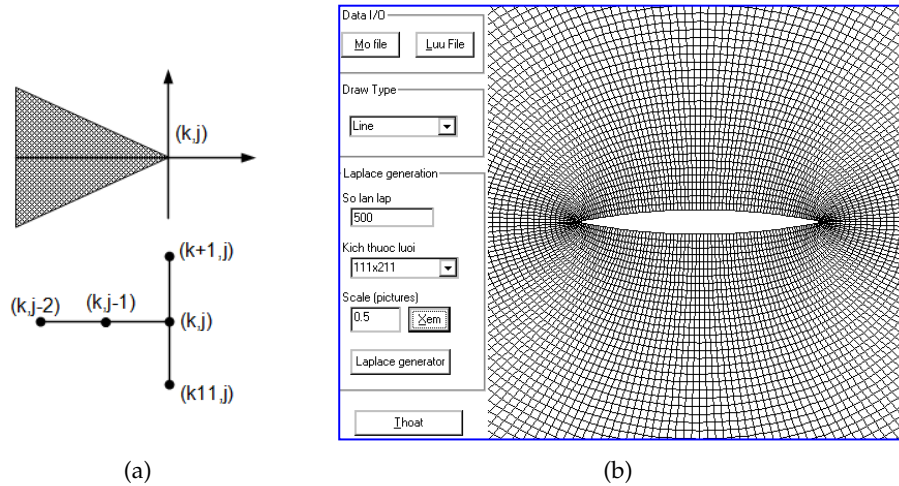 (k,j)
(k+1,j)
(k,j-2)
(k,j-1)
(k,j)
(k11,j)
(a)
Data I/O
Mo file
Luu File
Draw Type
Line
Laplace generation
So lan lap
500
Kich thuoc luoi
111x211
Scale (pictures)
0.5
Xem
Laplace generator
Thoat
(b)